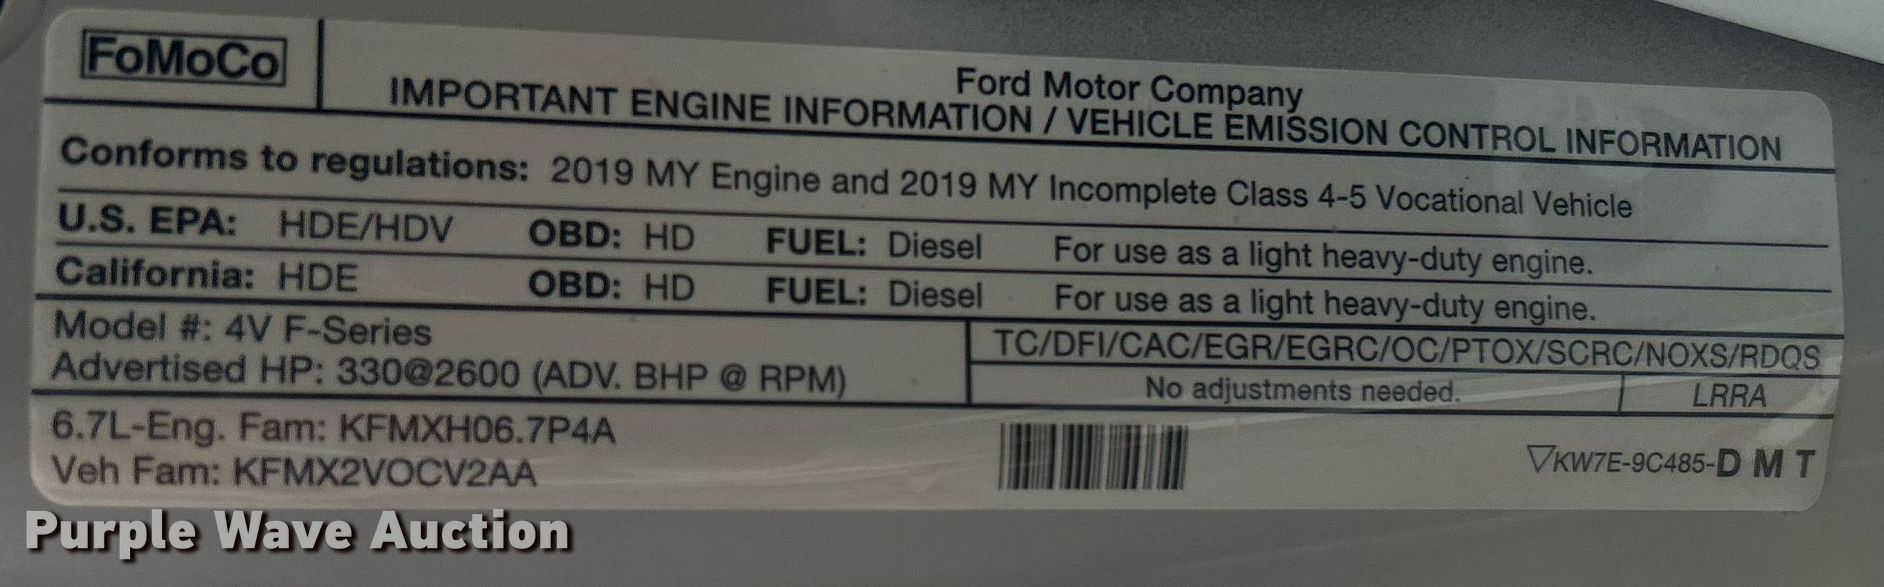 FoMoCo
Ford Motor Company
IMPORTANT ENGINE INFORMATION / VEHICLE EMISSION CONTROL INFORMATION
Conforms to regulations: 2019 MY Engine and 2019 MY Incomplete Class 4-5 Vocational Vehicle
U.S. EPA: HDE/HDV OBD: HD FUEL: Diesel For use as a light heavy-duty engine.
California: HDE OBD: HD FUEL: Diesel For use as a light heavy-duty engine.
Model #: 4V F-Series
Advertised HP: 330@2600 (ADV. BHP @ RPM)
TC/DFI/CAC/EGR/EGRC/OC/PTOX/SCRC/NOXS/RDQS
No adjustments needed. LRRA
6.7L-Eng. Fam: KFMXH06.7P4A
Veh Fam: KFMX2VOCV2AA
▽KW7E-9C485-D M T
Purple Wave Auction